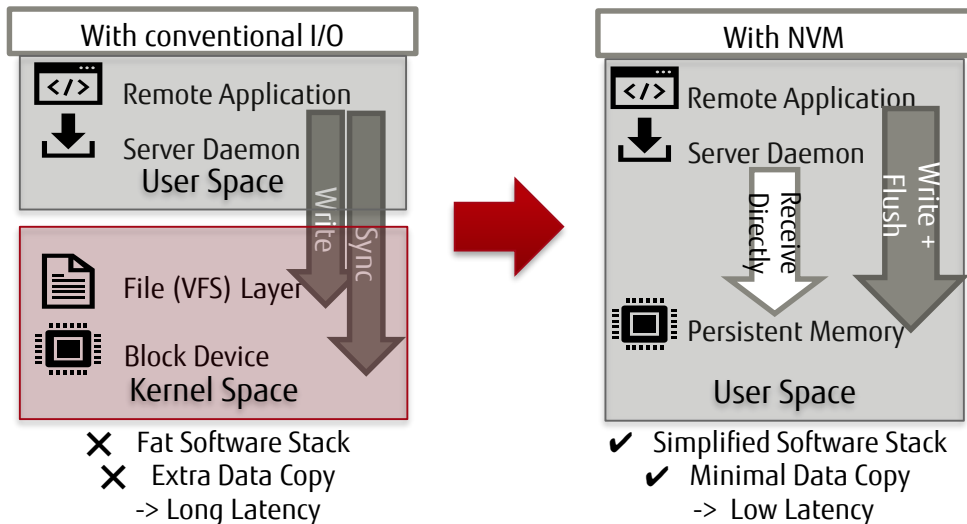 With conventional I/O
</>
Remote Application
Server Daemon
User Space
Write
Sync
File (VFS) Layer
Block Device
Kernel Space
✕ Fat Software Stack
✕ Extra Data Copy
-> Long Latency
With NVM
</>
Remote Application
Server Daemon
Receive
Directly
Write +
Flush
Persistent Memory
User Space
✔ Simplified Software Stack
✔ Minimal Data Copy
-> Low Latency